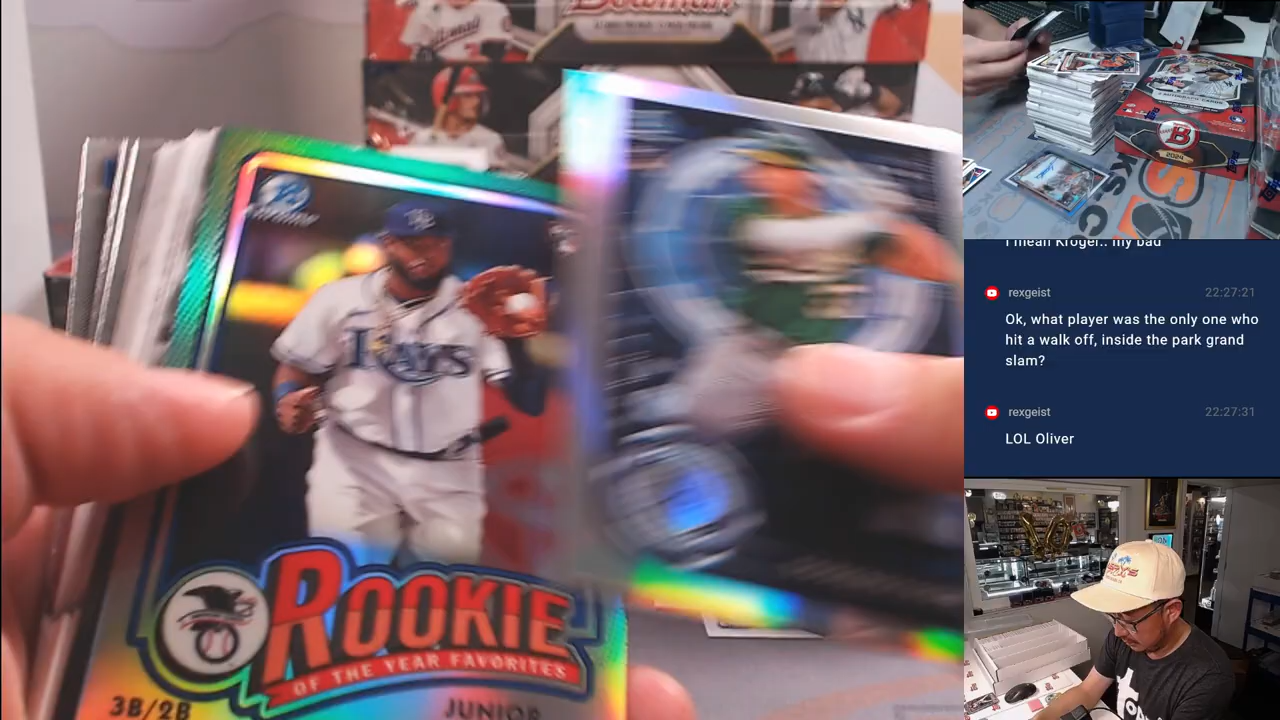 Bowman
RAYS
ROOKIE
OF THE YEAR FAVORITES
3B/2B
JUNIOR
B
2024
I mean Kroger.. my bad
rexgeist
22:27:21
Ok, what player was the only one who
hit a walk off, inside the park grand
slam?
rexgeist
22:27:31
LOL Oliver